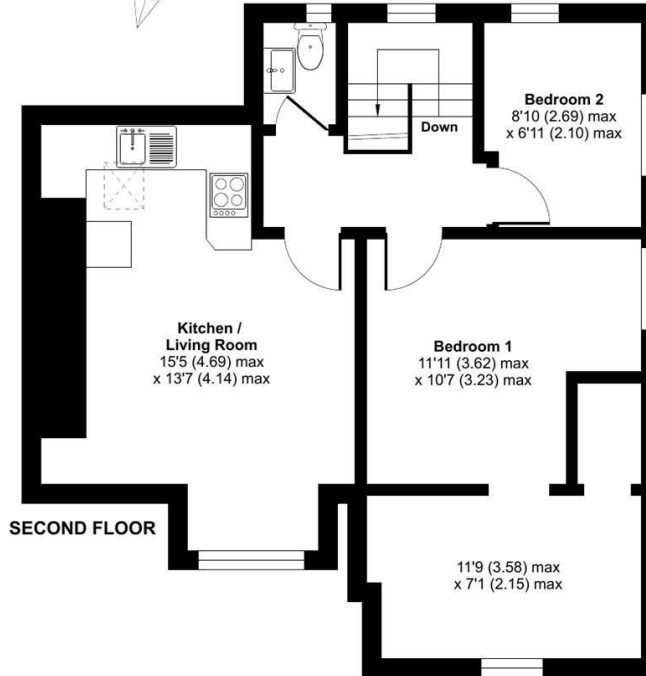 Bedroom 2
8'10 (2.69) max
x 6'11 (2.10) max
Down
Kitchen /
Living Room
15'5 (4.69) max
x 13'7 (4.14) max
Bedroom 1
11'11 (3.62) max
x 10'7 (3.23) max
SECOND FLOOR
11'9 (3.58) max
x 7'1 (2.15) max